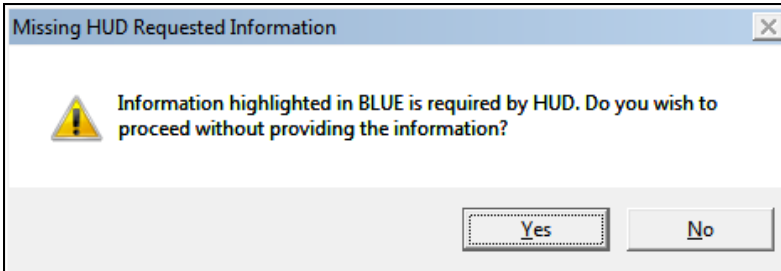 Missing HUD Requested Information
Information highlighted in BLUE is required by HUD. Do you wish to
proceed without providing the information?
Yes No